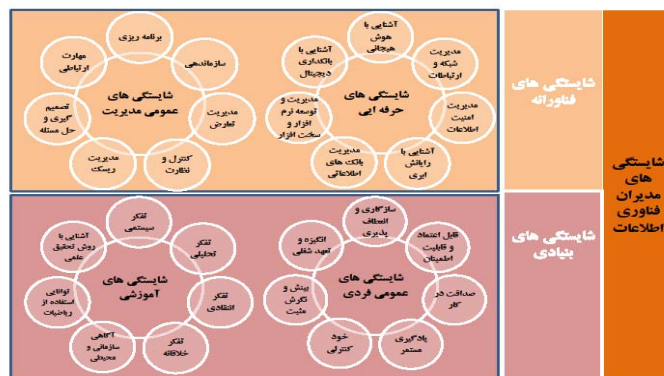 شایستگی
های
مدیران
فناوری
اطلاعات
شایستگی های
فناورانه
شایستگی های
حرفه ایی
آشنایی با
هوش
هیجانی
مدیریت
شبکه و
ارتباطات
مدیریت
امنیت
اطلاعات
آشنایی با
رایانش
ابری
مدیریت
بانک های
اطلاعاتی
مدیریت و
توسعه نرم
افزار و
سخت افزار
آشنایی با
بانکداری
دیجیتال
شایستگی های
عمومی مدیریت
برنامه ریزی
سازماندهی
مدیریت
تعارض
کنترل و
نظارت
مدیریت
ریسک
تصمیم
گیری و
حل مسئله
مهارت
ارتباطی
شایستگی های
بنیادی
شایستگی های
عمومی فردی
سازگاری و
انعطاف
پذیری
قابل اعتماد
و قابلیت
اطمینان
صداقت در
کار
یادگیری
مستمر
خود
کنترلی
بینش و
نگرش
مثبت
انگیزه و
تعهد شغلی
شایستگی های
آموزشی
تفکر
سیستمی
تفکر
تحلیلی
تفکر
انتقادی
تفکر
خلاقانه
آگاهی
سازمانی و
محیطی
توانایی
استفاده از
ریاضیات
آشنایی با
روش تحقیق
علمی